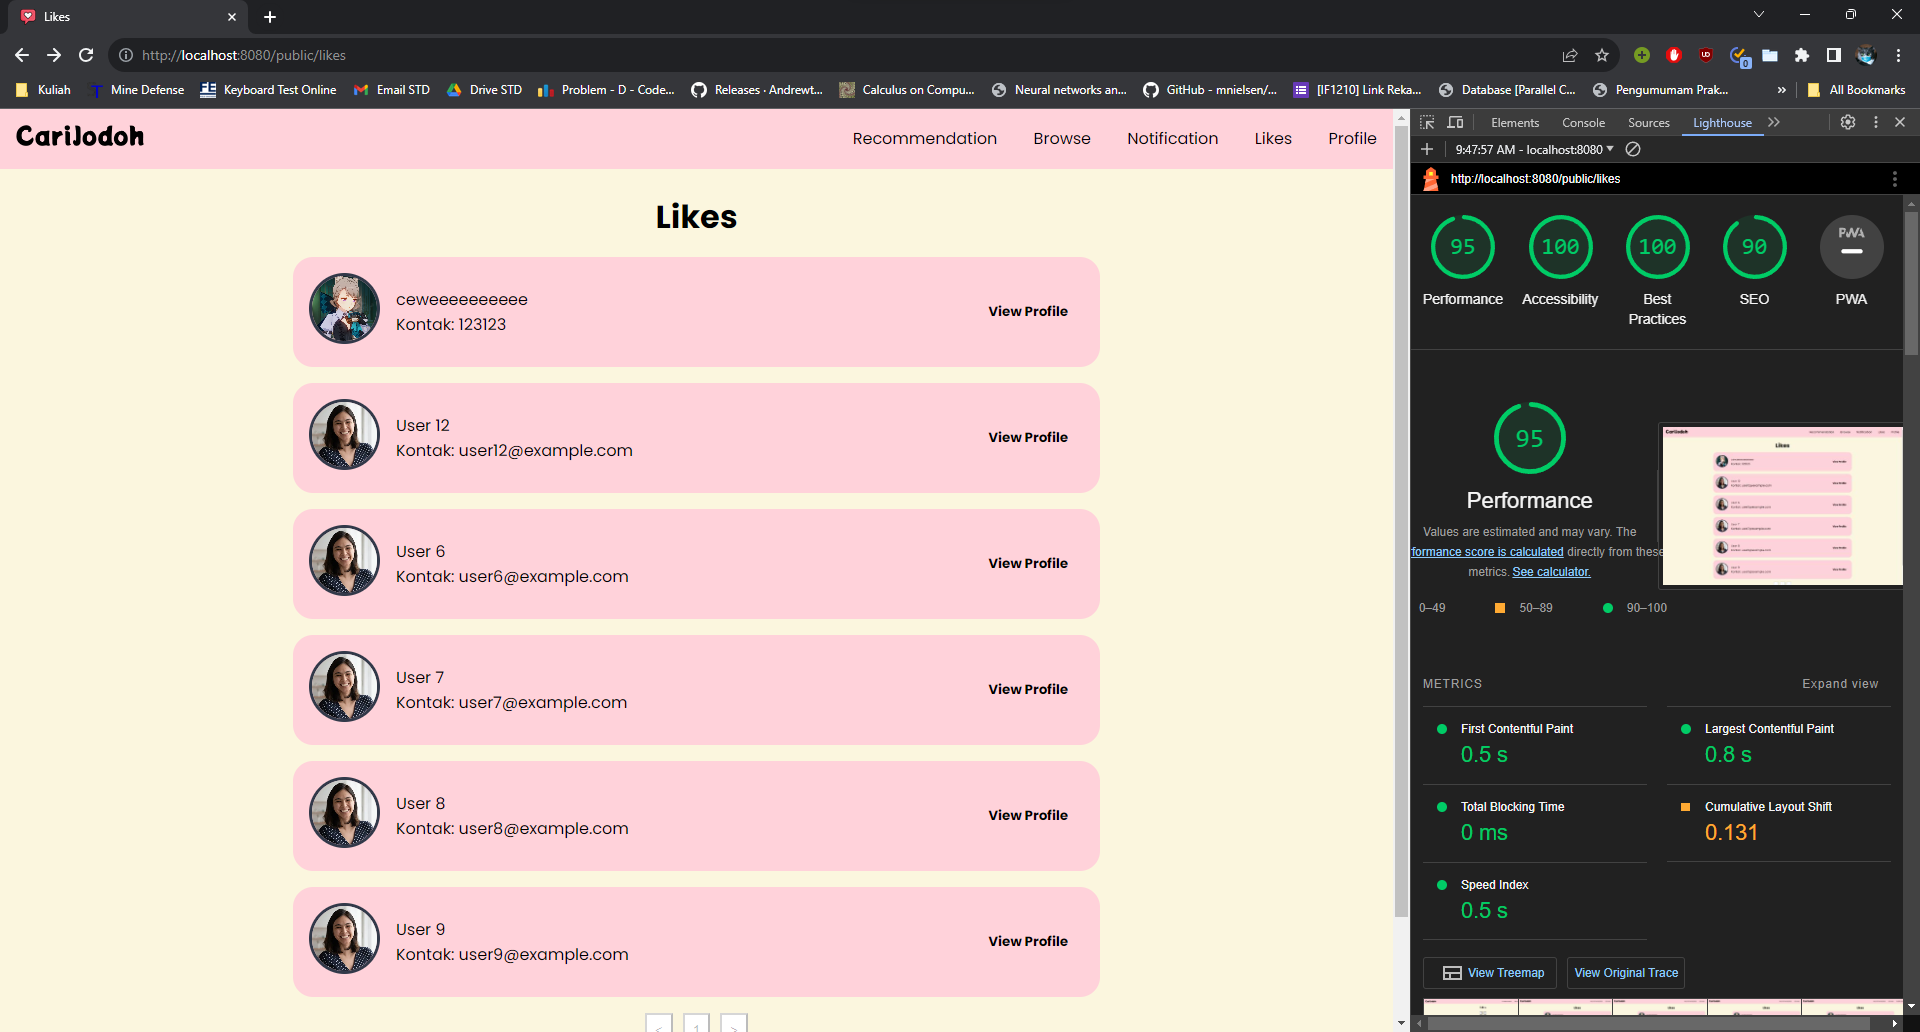 Likes
http://localhost:8080/public/likes
0
Kuliah
Mine Defense
Keyboard Test Online
Email STD
Drive STD
Problem - D - Code...
Releases · Andrewt...
Calculus on Compu...
Neural networks an...
GitHub - mnielsen/...
[IF1210] Link Reka...
Database [Parallel C...
Pengumumam Prak...
»
All Bookmarks
CariJodoh
Recommendation
Browse
Notification
Likes
Profile
Likes
ceweeeeeeeeee
Kontak: 123123
View Profile
User 12
Kontak: user12@example.com
View Profile
User 6
Kontak: user6@example.com
View Profile
User 7
Kontak: user7@example.com
View Profile
User 8
Kontak: user8@example.com
View Profile
User 9
Kontak: user9@example.com
View Profile
< 1 >
Elements
Console
Sources
Lighthouse
9:47:57 AM - localhost:8080
http://localhost:8080/public/likes
95
Performance
100
Accessibility
100
Best
Practices
90
SEO
PWA
PWA
95
Performance
Values are estimated and may vary. The
formance score is calculated directly from these
metrics. See calculator.
0–49
50–89
90–100
METRICS
Expand view
First Contentful Paint
0.5 s
Largest Contentful Paint
0.8 s
Total Blocking Time
0 ms
Cumulative Layout Shift
0.131
Speed Index
0.5 s
View Treemap
View Original Trace